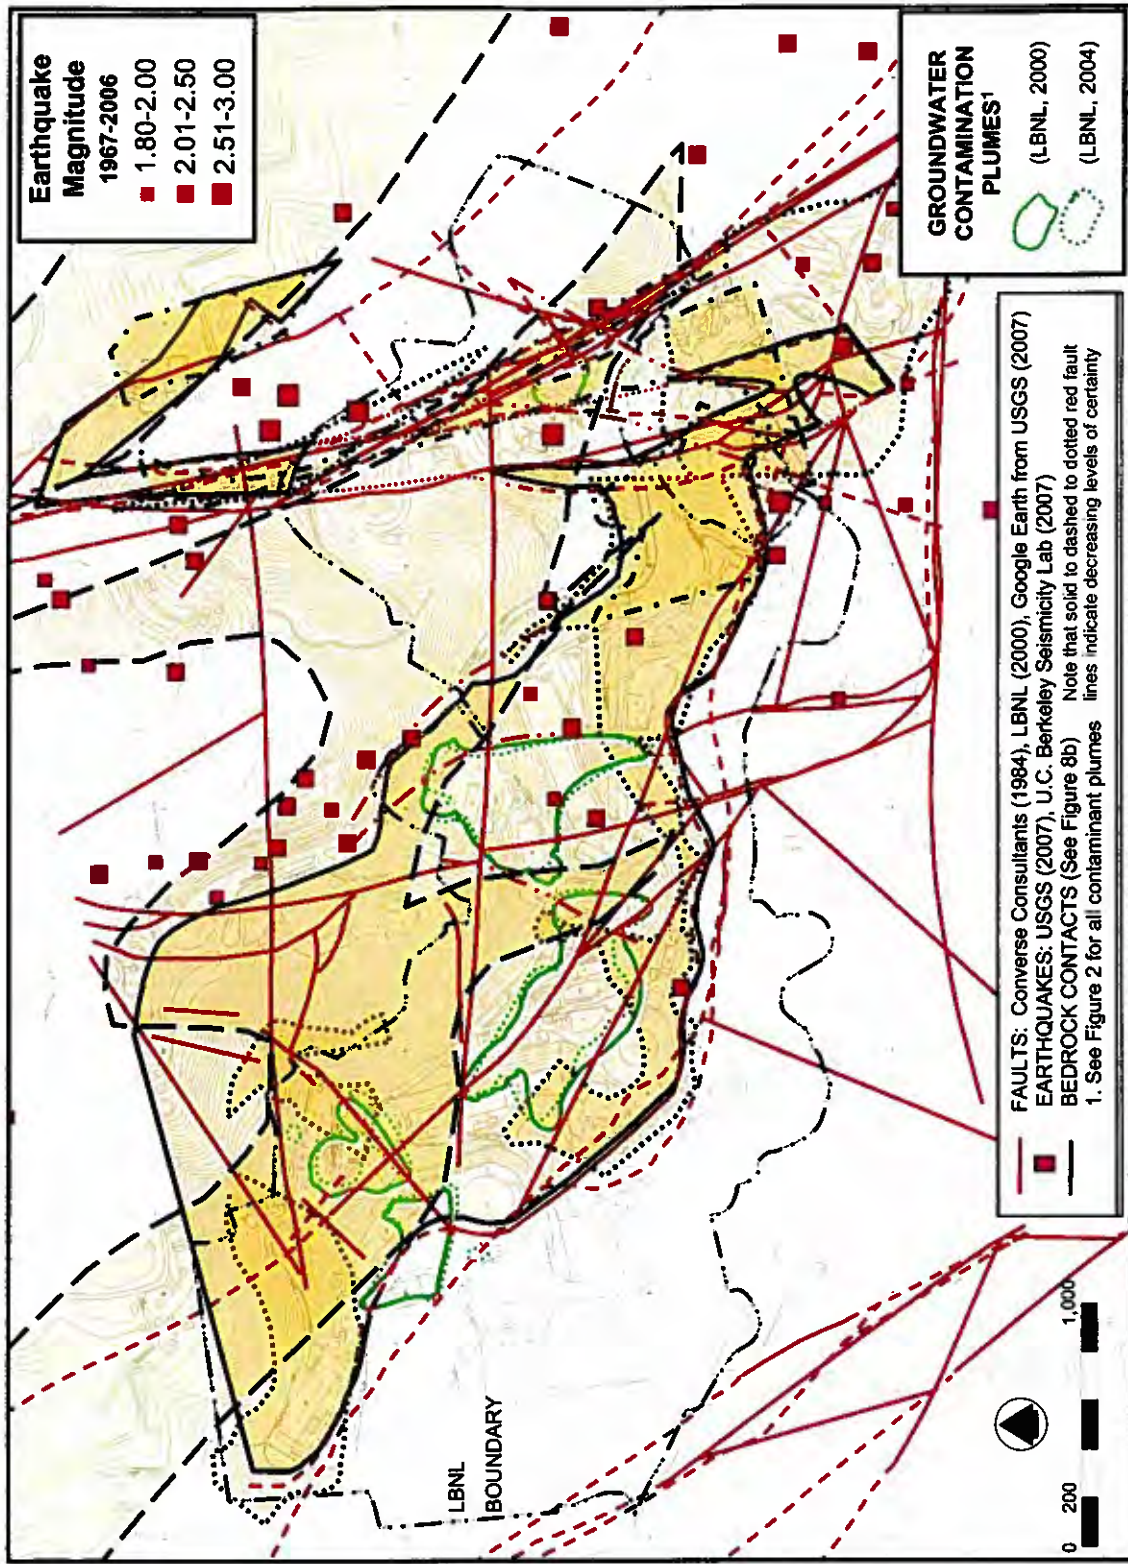 Earthquake
Magnitude
1967-2006
1.80-2.00
2.01-2.50
2.51-3.00
GROUNDWATER
CONTAMINATION
PLUMES¹
(LBNL, 2000)
(LBNL, 2004)
LBNL
BOUNDARY
0 200 1,000
FAULTS: Converse Consultants (1984), LBNL (2000), Google Earth from USGS (2007)
EARTHQUAKES: USGS (2007), U.C. Berkeley Seismicity Lab (2007)
BEDROCK CONTACTS (See Figure 8b) Note that solid to dashed to dotted red fault
1. See Figure 2 for all contaminant plumes lines indicate decreasing levels of certainty